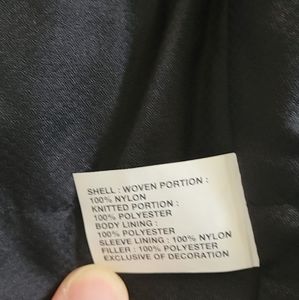 SHELL : WOVEN PORTION :
100% NYLON
KNITTED PORTION :
100% POLYESTER
BODY LINING :
100% POLYESTER
SLEEVE LINING : 100% NYLON
FILLER : 100% POLYESTER
EXCLUSIVE OF DECORATION